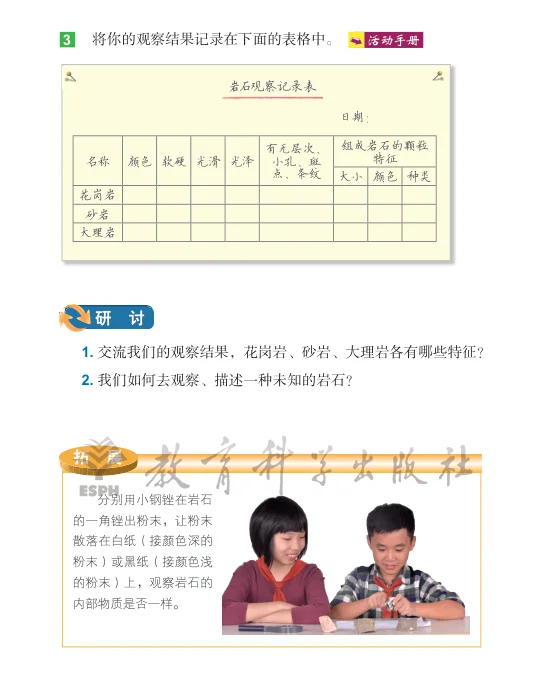 3 将你的观察结果记录在下面的表格中。 活动手册
岩石观察记录表
日期：
名称 颜色 软硬 光滑 光泽 有无层次、小孔、斑点、条纹 组成岩石的颗粒特征
大小 颜色 种类
花岗岩
砂岩
大理岩
研讨
1. 交流我们的观察结果，花岗岩、砂岩、大理岩各有哪些特征？
2. 我们如何去观察、描述一种未知的岩石？
拓展
教育科学出版社
ESPH
分别用小钢锉在岩石
的一角锉出粉末，让粉末
散落在白纸（接颜色深的
粉末）或黑纸（接颜色浅
的粉末）上，观察岩石的
内部物质是否一样。